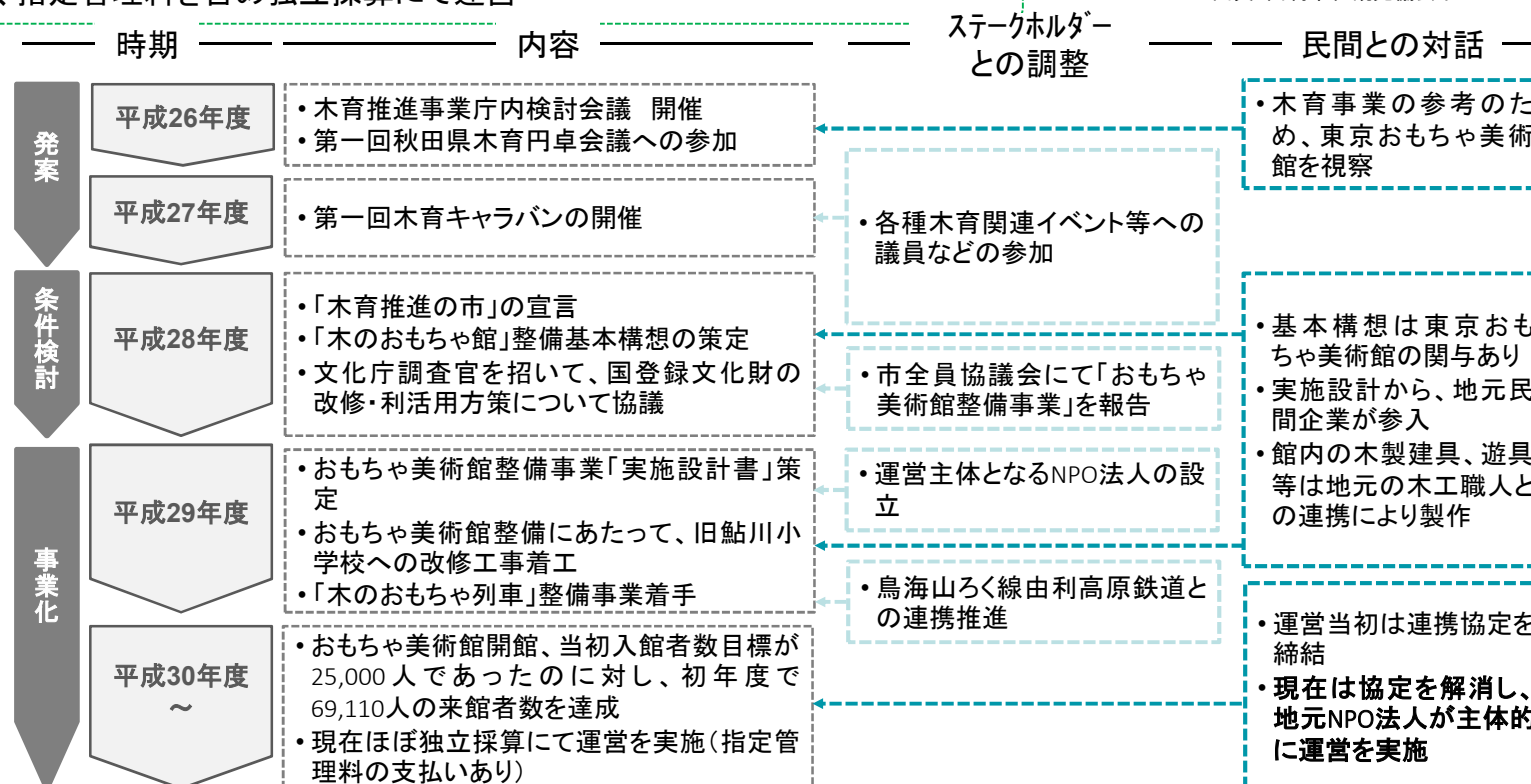 時期
内容
ステークホルダー
との調整
民間との対話
発案
平成26年度
・木育推進事業庁内検討会議　開催
・第一回秋田県木育円卓会議への参加
・木育事業の参考のた
め、東京おもちゃ美術
館を視察
平成27年度
・第一回木育キャラバンの開催
・各種木育関連イベント等への
議員などの参加
条件検討
平成28年度
・「木育推進の市」の宣言
・「木のおもちゃ館」整備基本構想の策定
・文化庁調査官を招いて、国登録文化財の
改修・利活用方策について協議
・市全員協議会にて「おもちゃ
美術館整備事業」を報告
・基本構想は東京おも
ちゃ美術館の関与あり
・実施設計から、地元民
間企業が参入
・館内の木製建具、遊具
等は地元の木工職人と
の連携により製作
事業化
平成29年度
・おもちゃ美術館整備事業「実施設計書」策
定
・おもちゃ美術館整備にあたって、旧鮎川小
学校への改修工事着工
・「木のおもちゃ列車」整備事業着手
・運営主体となるNPO法人の設
立
・鳥海山ろく線由利高原鉄道と
の連携推進
平成30年度
～
・おもちゃ美術館開館、当初入館者数目標が
25,000人であったのに対し、初年度で
69,110人の来館者数を達成
・現在ほぼ独立採算にて運営を実施（指定管
理料の支払いあり）
・運営当初は連携協定を
締結
・現在は協定を解消し、
地元NPO法人が主体的
に運営を実施